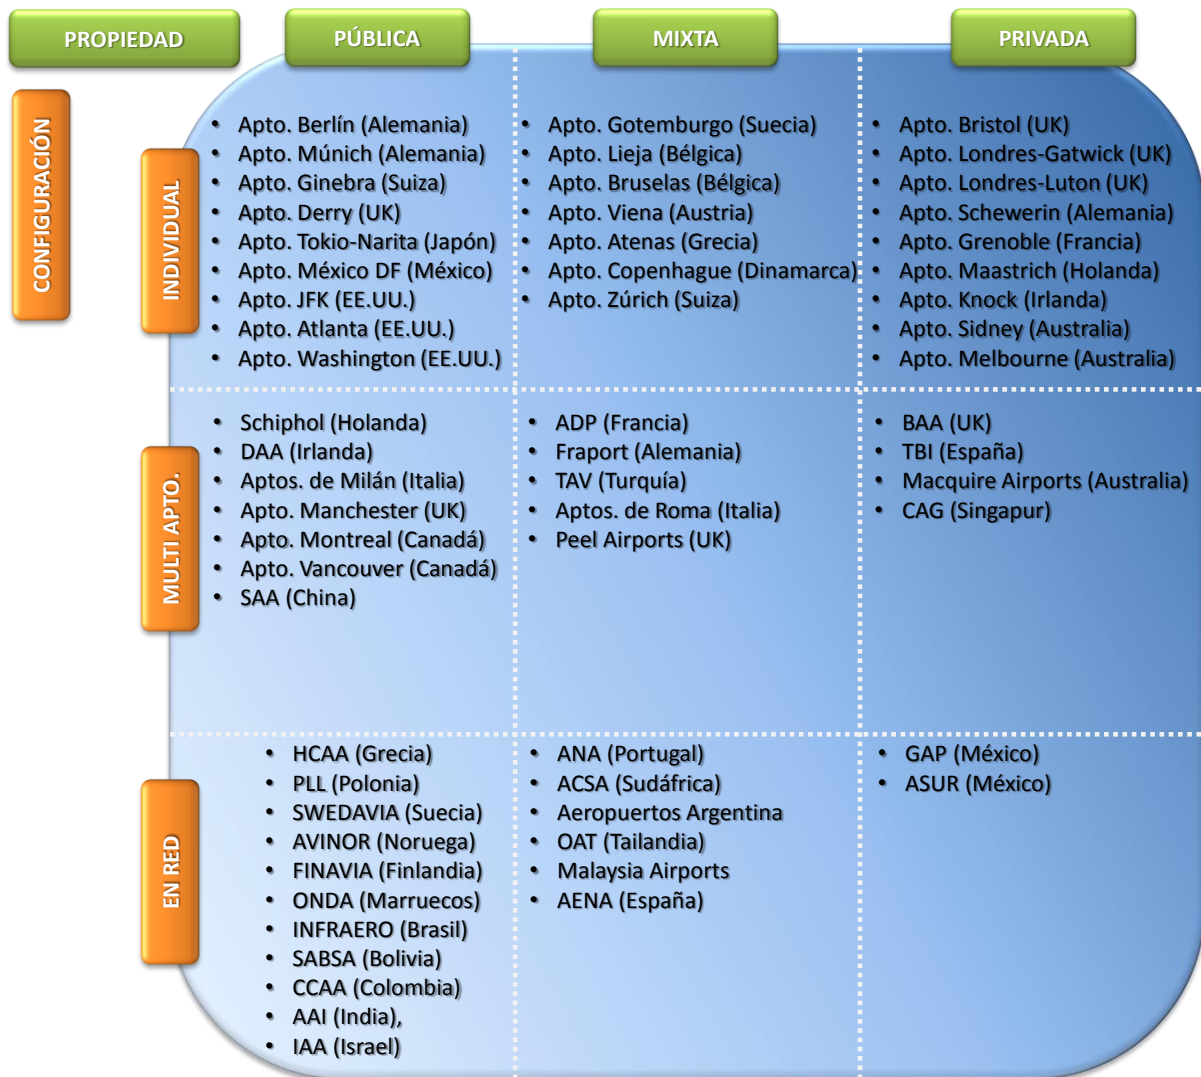 PROPIEDAD
PÚBLICA
MIXTA
PRIVADA
CONFIGURACIÓN
INDIVIDUAL
• Apto. Berlín (Alemania)
• Apto. Múnich (Alemania)
• Apto. Ginebra (Suiza)
• Apto. Derry (UK)
• Apto. Tokio-Narita (Japón)
• Apto. México DF (México)
• Apto. JFK (EE.UU.)
• Apto. Atlanta (EE.UU.)
• Apto. Washington (EE.UU.)
• Apto. Gotemburgo (Suecia)
• Apto. Lieja (Bélgica)
• Apto. Bruselas (Bélgica)
• Apto. Viena (Austria)
• Apto. Atenas (Grecia)
• Apto. Copenhague (Dinamarca)
• Apto. Zúrich (Suiza)
• Apto. Bristol (UK)
• Apto. Londres-Gatwick (UK)
• Apto. Londres-Luton (UK)
• Apto. Schewerin (Alemania)
• Apto. Grenoble (Francia)
• Apto. Maastrich (Holanda)
• Apto. Knock (Irlanda)
• Apto. Sidney (Australia)
• Apto. Melbourne (Australia)
MULTI APTO.
• Schiphol (Holanda)
• DAA (Irlanda)
• Aptos. de Milán (Italia)
• Apto. Manchester (UK)
• Apto. Montreal (Canadá)
• Apto. Vancouver (Canadá)
• SAA (China)
• ADP (Francia)
• Fraport (Alemania)
• TAV (Turquía)
• Aptos. de Roma (Italia)
• Peel Airports (UK)
• BAA (UK)
• TBI (España)
• Macquire Airports (Australia)
• CAG (Singapur)
EN RED
• HCAA (Grecia)
• PLL (Polonia)
• SWEDAVIA (Suecia)
• AVINOR (Noruega)
• FINAVIA (Finlandia)
• ONDA (Marruecos)
• INFRAERO (Brasil)
• SABSA (Bolivia)
• CCAA (Colombia)
• AAI (India),
• IAA (Israel)
• ANA (Portugal)
• ACSA (Sudáfrica)
• Aeropuertos Argentina
• OAT (Tailandia)
• Malaysia Airports
• AENA (España)
• GAP (México)
• ASUR (México)